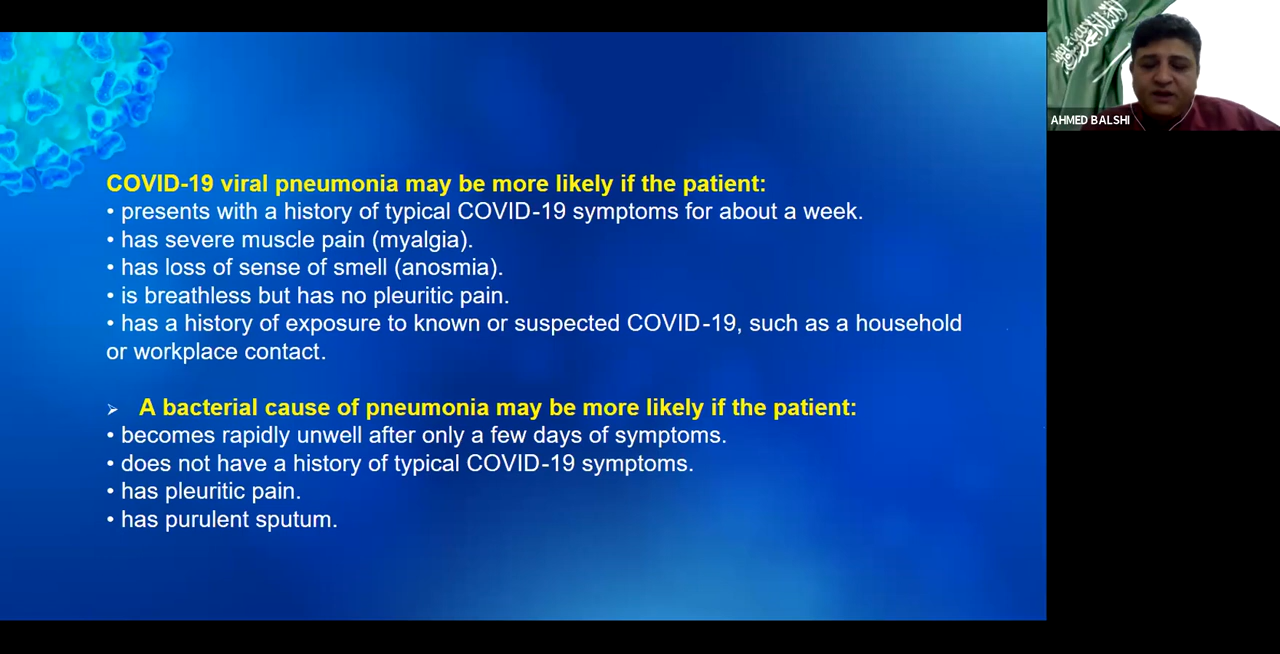 AHMED BALSHI
COVID-19 viral pneumonia may be more likely if the patient:
• presents with a history of typical COVID-19 symptoms for about a week.
• has severe muscle pain (myalgia).
• has loss of sense of smell (anosmia).
• is breathless but has no pleuritic pain.
• has a history of exposure to known or suspected COVID-19, such as a household
or workplace contact.
➢ A bacterial cause of pneumonia may be more likely if the patient:
• becomes rapidly unwell after only a few days of symptoms.
• does not have a history of typical COVID-19 symptoms.
• has pleuritic pain.
• has purulent sputum.